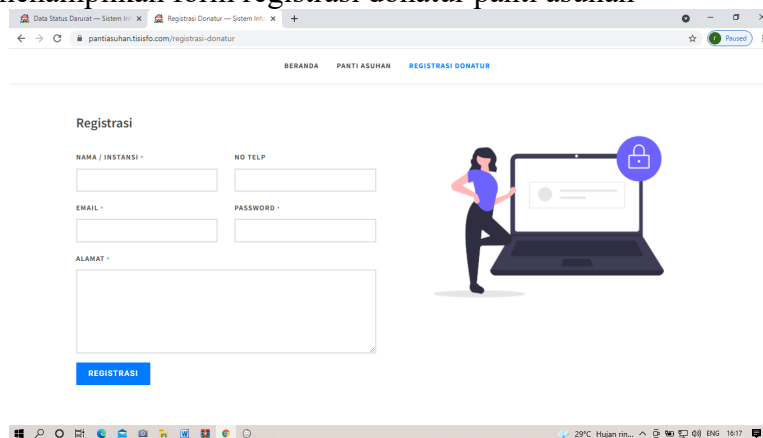 menampilkan form registrasi donatur panti asuhan
Data Status Darurat — Sistem In
Registrasi Donatur — Sistem Info
pantiasuhan.tisisfo.com/registrasi-donatur
Paused
BERANDA PANTI ASUHAN REGISTRASI DONATUR
Registrasi
NAMA / INSTANSI *
NO TELP
EMAIL *
PASSWORD *
ALAMAT *
REGISTRASI
29°C Hujan rin... ENG 16:17